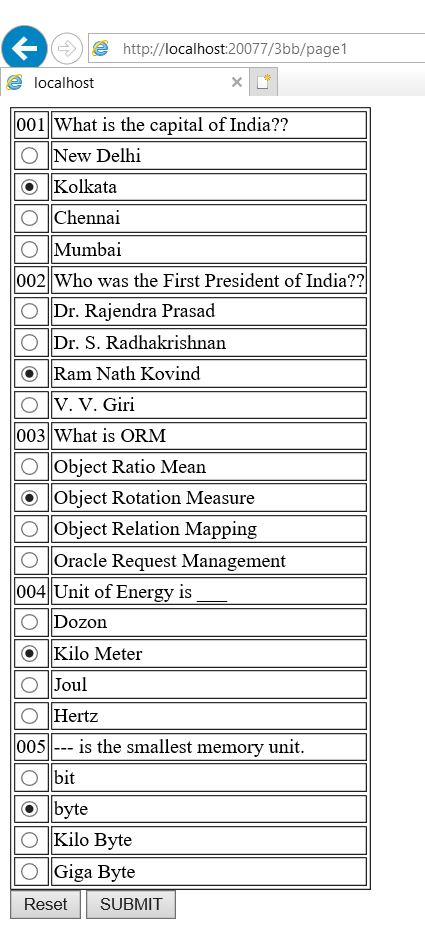 http://localhost:20077/3bb/page1
localhost
001 What is the capital of India??
New Delhi
Kolkata
Chennai
Mumbai
002 Who was the First President of India??
Dr. Rajendra Prasad
Dr. S. Radhakrishnan
Ram Nath Kovind
V. V. Giri
003 What is ORM
Object Ratio Mean
Object Rotation Measure
Object Relation Mapping
Oracle Request Management
004 Unit of Energy is ___
Dozon
Kilo Meter
Joul
Hertz
005 --- is the smallest memory unit.
bit
byte
Kilo Byte
Giga Byte
Reset SUBMIT